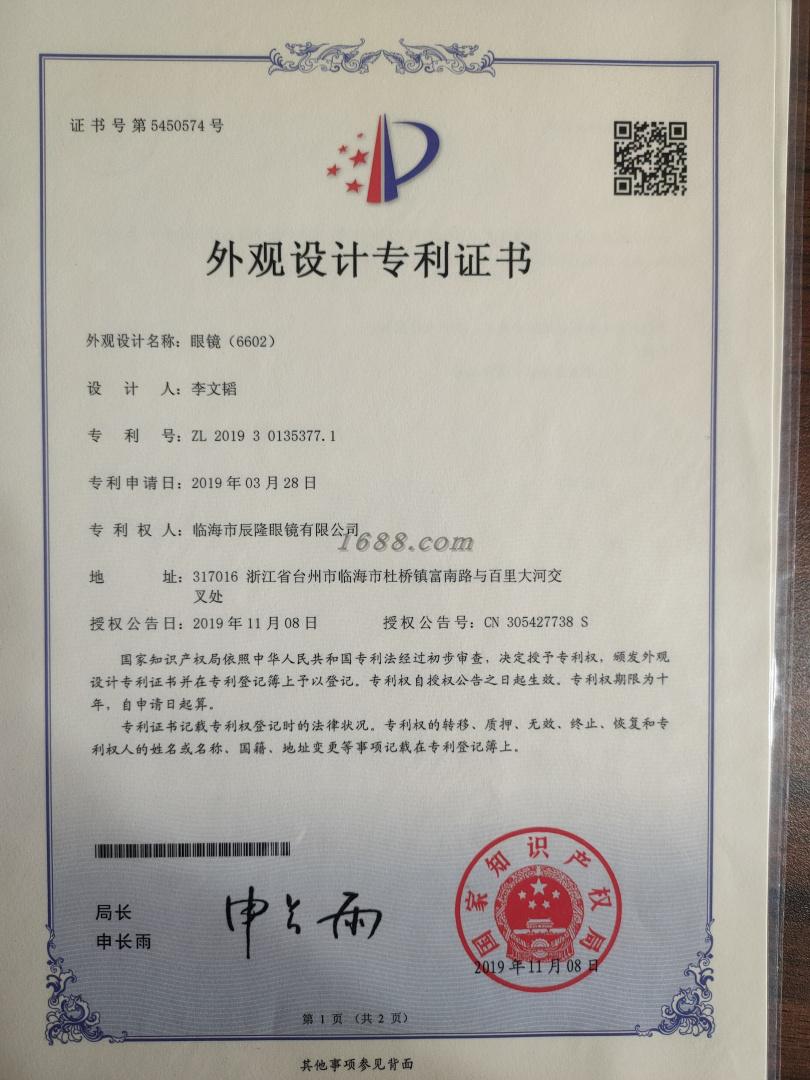 证书号第5450574号
外观设计专利证书
外观设计名称：眼镜（6602）
设计人：李文韬
专利号：ZL 2019 3 0135377.1
专利申请日：2019年03月28日
专利权人：临海市辰隆眼镜有限公司
1688.com
地址：317016 浙江省台州市临海市杜桥镇富南路与百里大河交
叉处
授权公告日：2019年11月08日 授权公告号：CN 305427738 S
国家知识产权局依照中华人民共和国专利法经过初步审查，决定授予专利权，颁发外观
设计专利证书并在专利登记簿上予以登记。专利权自授权公告之日起生效。专利权期限为十
年，自申请日起算。
专利证书记载专利权登记时的法律状况。专利权的转移、质押、无效、终止、恢复和专
利权人的姓名或名称、国籍、地址变更等事项记载在专利登记簿上。
局长
申长雨
申长雨
国家知识产权局
2019年11月08日
第1页（共2页）
其他事项参见背面